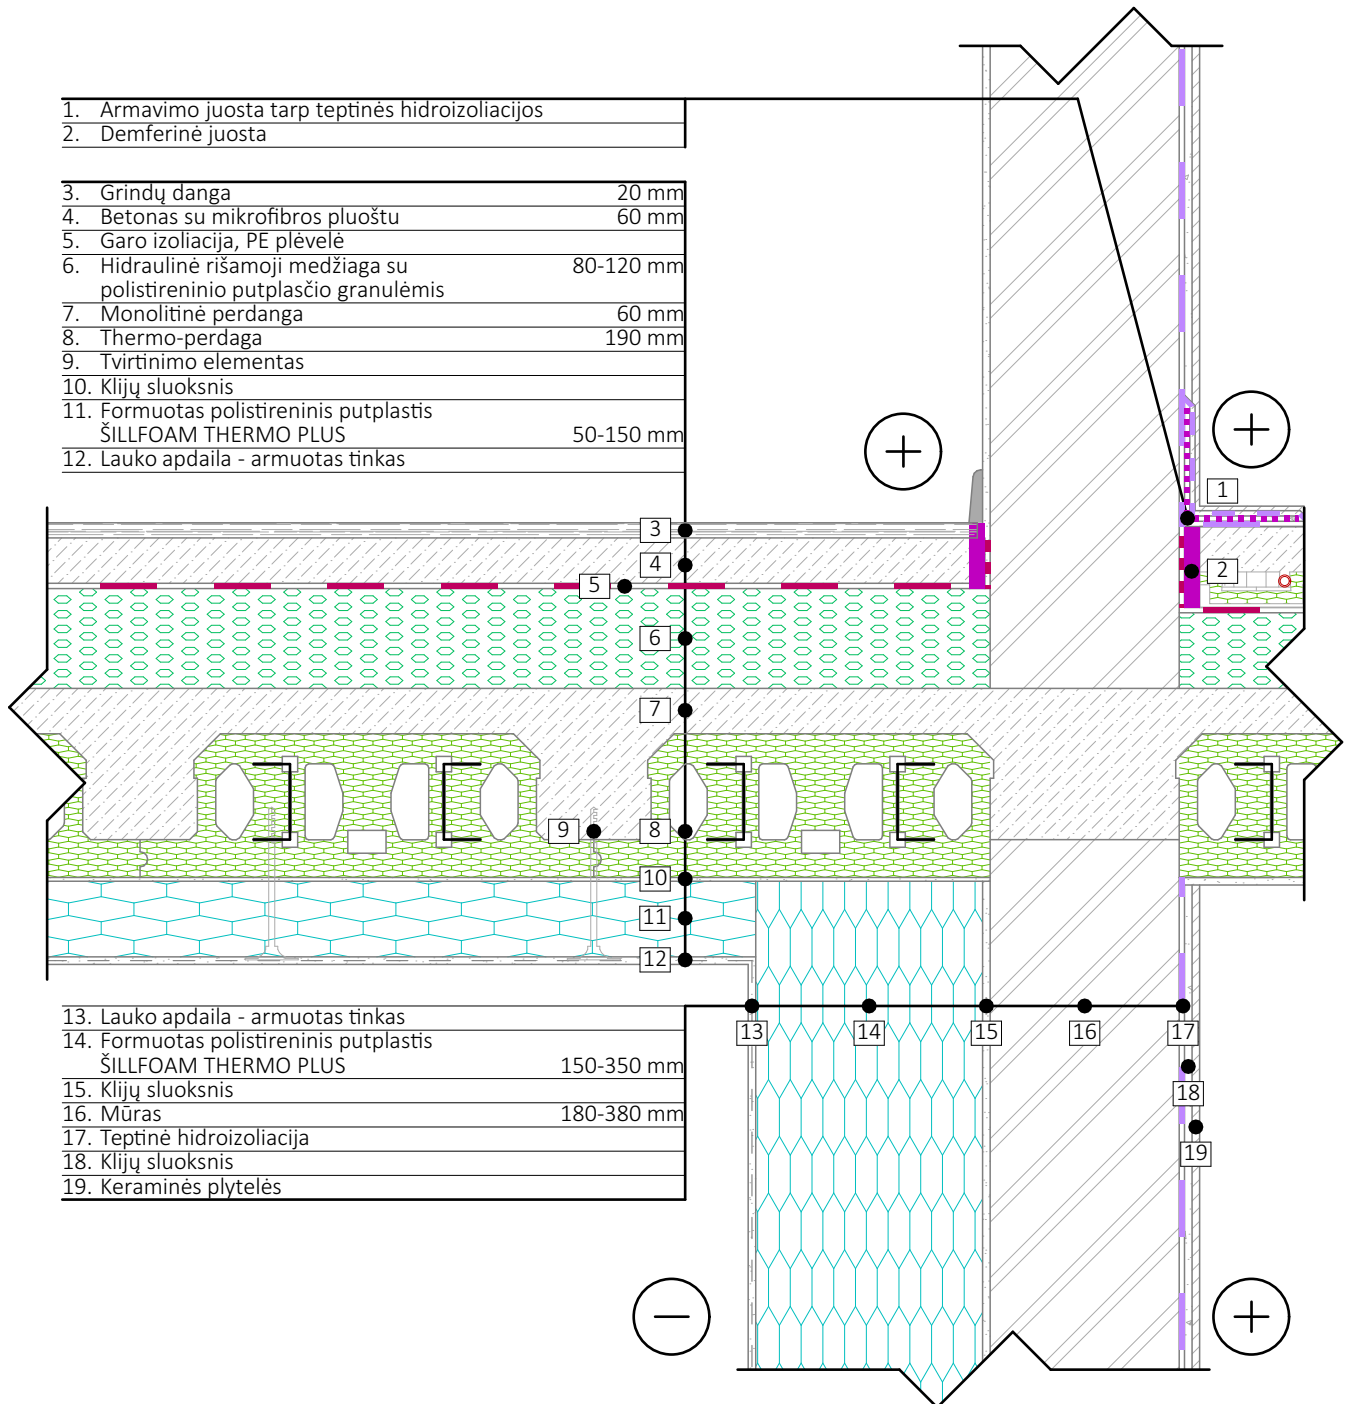 1. Armavimo juosta tarp teptinės hidroizoliacijos
2. Demferinė juosta
3. Grindų danga 20 mm
4. Betonas su mikrofibros pluoštu 60 mm
5. Garo izoliacija, PE plėvelė
6. Hidraulinė rišamoji medžiaga su 80-120 mm
polistireninio putplasčio granulėmis
7. Monolitinė perdanga 60 mm
8. Thermo-perdaga 190 mm
9. Tvirtinimo elementas
10. Klijų sluoksnis
11. Formuotas polistireninis putplastis
ŠILLFOAM THERMO PLUS 50-150 mm
12. Lauko apdaila - armuotas tinkas
1
3
4
5
2
6
7
9
8
10
11
12
13. Lauko apdaila - armuotas tinkas
14. Formuotas polistireninis putplastis
ŠILLFOAM THERMO PLUS 150-350 mm
15. Klijų sluoksnis
16. Mūras 180-380 mm
17. Teptinė hidroizoliacija
18. Klijų sluoksnis
19. Keraminės plytelės
13 14 15 16 17
18
19